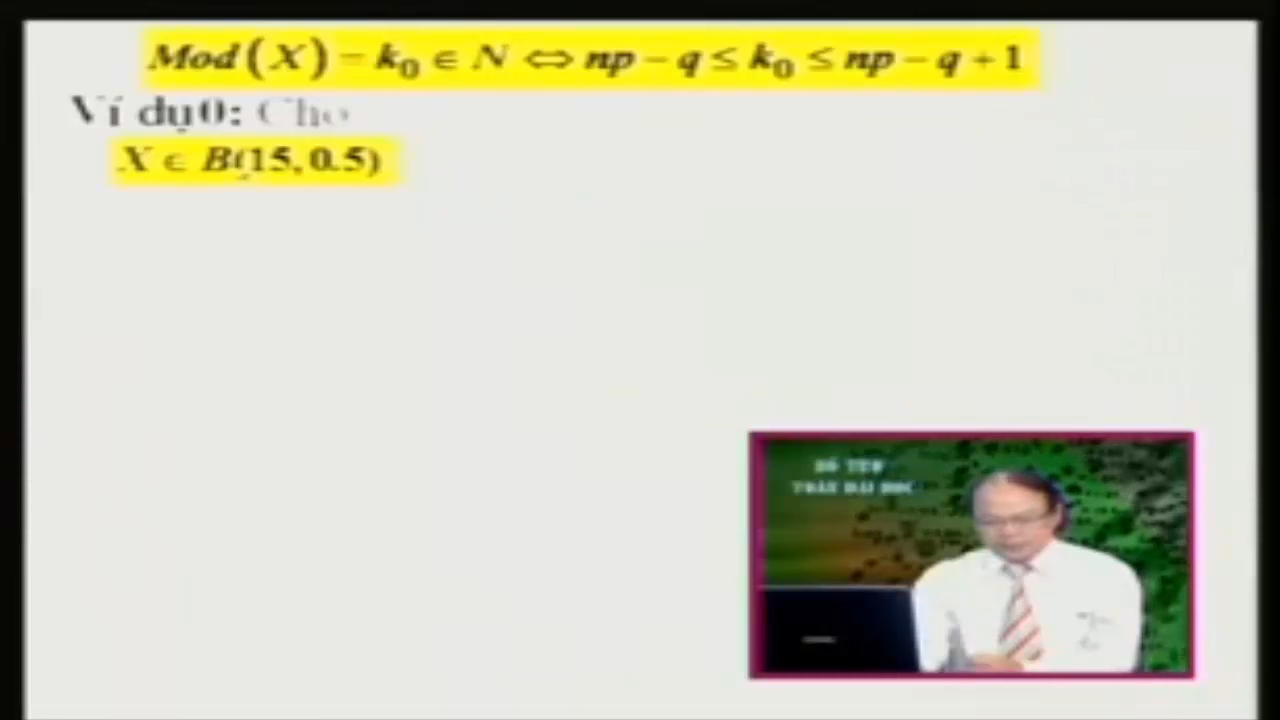 Mod (X) = k₀ ∈ N ⇔ np − q ≤ k₀ ≤ np − q + 1
Ví dụ0: Cho
X ∈ B(15, 0.5)